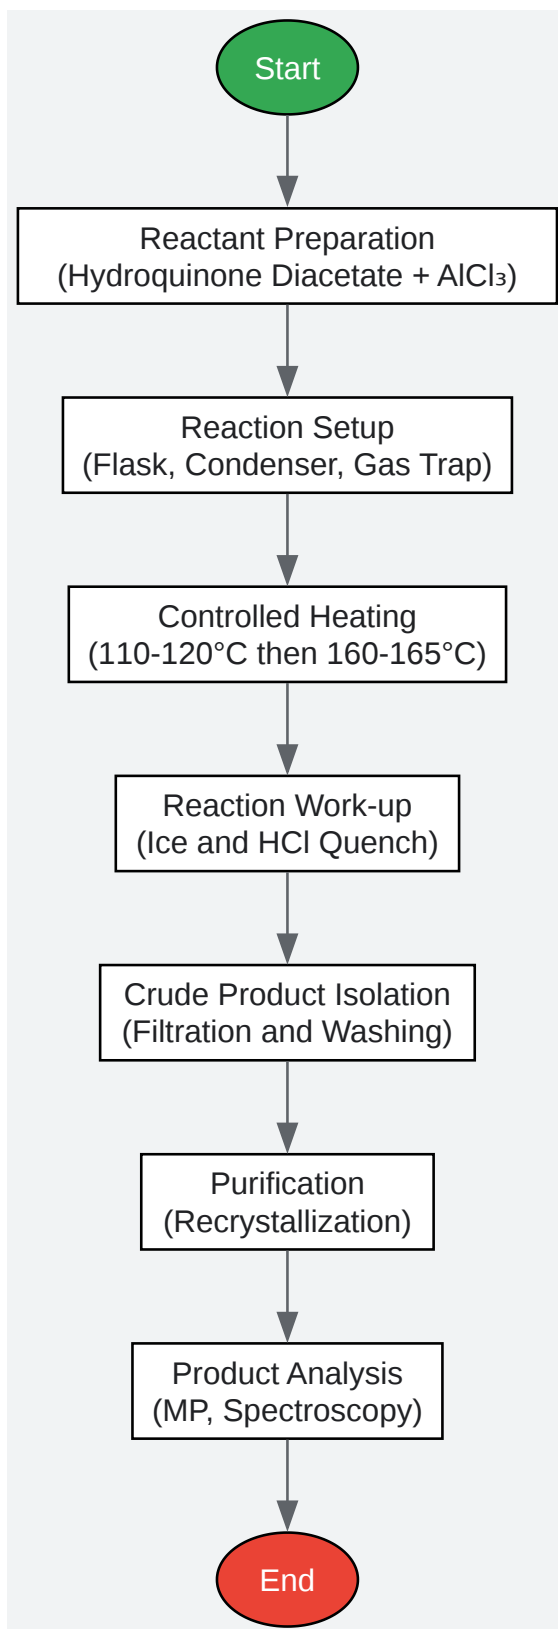 Start
Reactant Preparation
(Hydroquinone Diacetate + AlCl₃)
Reaction Setup
(Flask, Condenser, Gas Trap)
Controlled Heating
(110-120°C then 160-165°C)
Reaction Work-up
(Ice and HCl Quench)
Crude Product Isolation
(Filtration and Washing)
Purification
(Recrystallization)
Product Analysis
(MP, Spectroscopy)
End